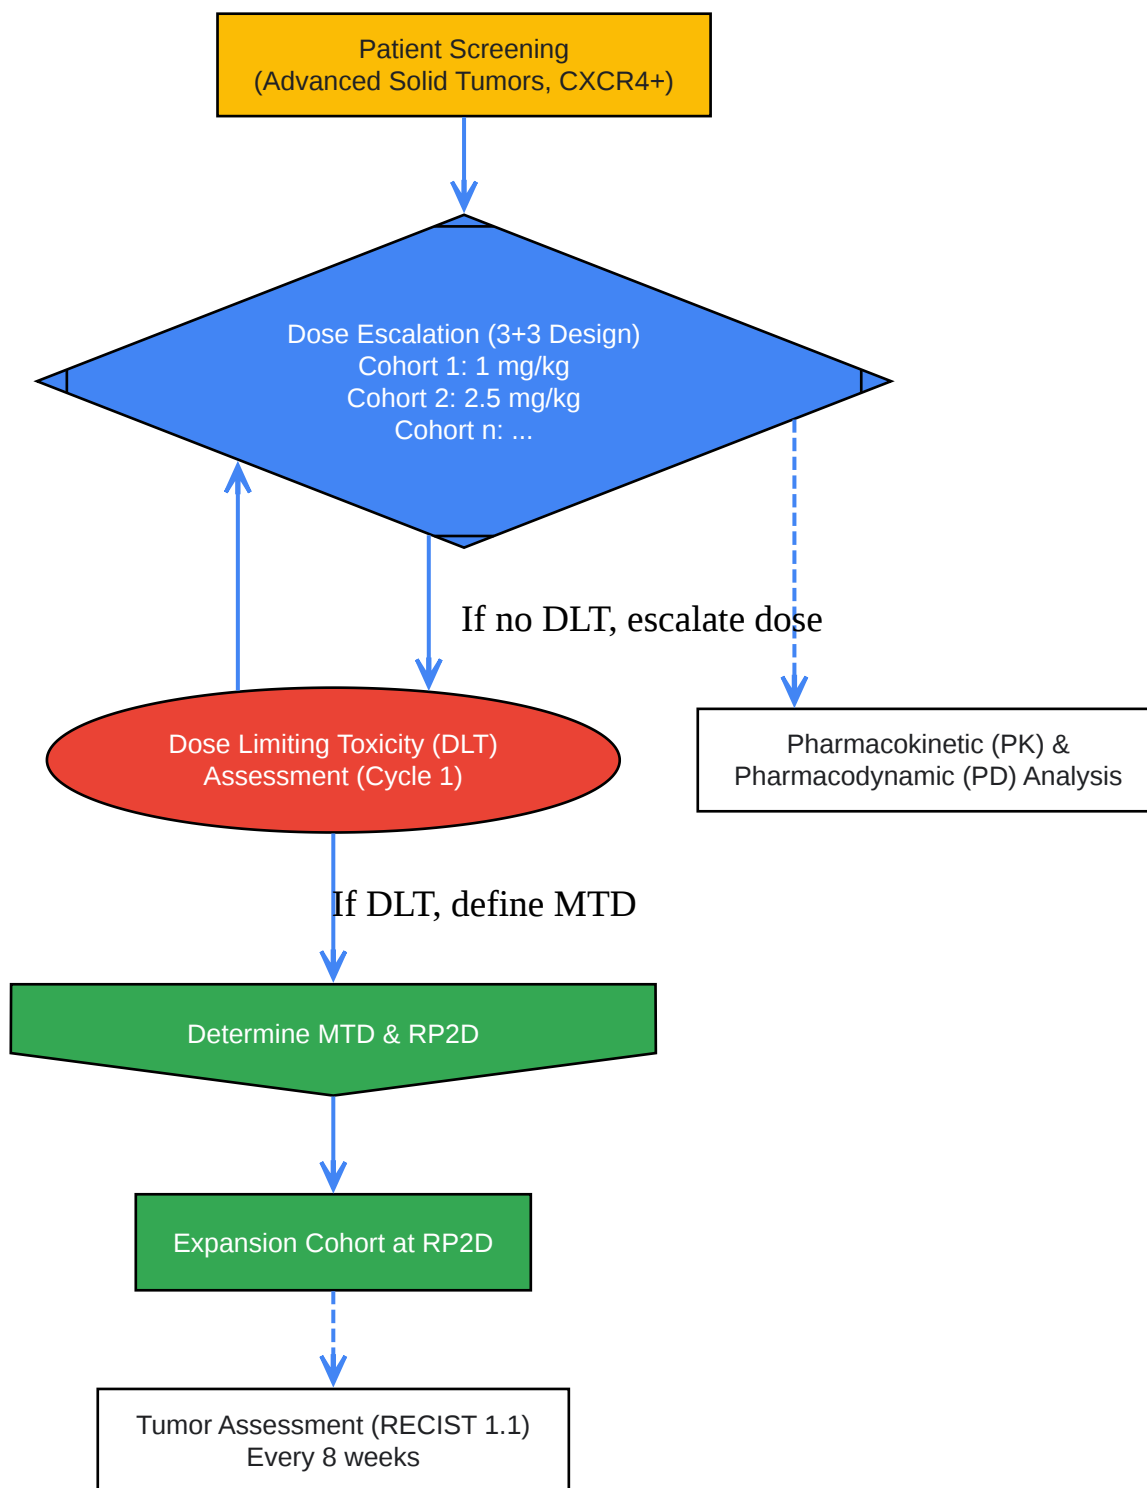 Patient Screening
(Advanced Solid Tumors, CXCR4+)
Dose Escalation (3+3 Design)
Cohort 1: 1 mg/kg
Cohort 2: 2.5 mg/kg
Cohort n: ...
If no DLT, escalate dose
Dose Limiting Toxicity (DLT)
Assessment (Cycle 1)
Pharmacokinetic (PK) &
Pharmacodynamic (PD) Analysis
If DLT, define MTD
Determine MTD & RP2D
Expansion Cohort at RP2D
Tumor Assessment (RECIST 1.1)
Every 8 weeks